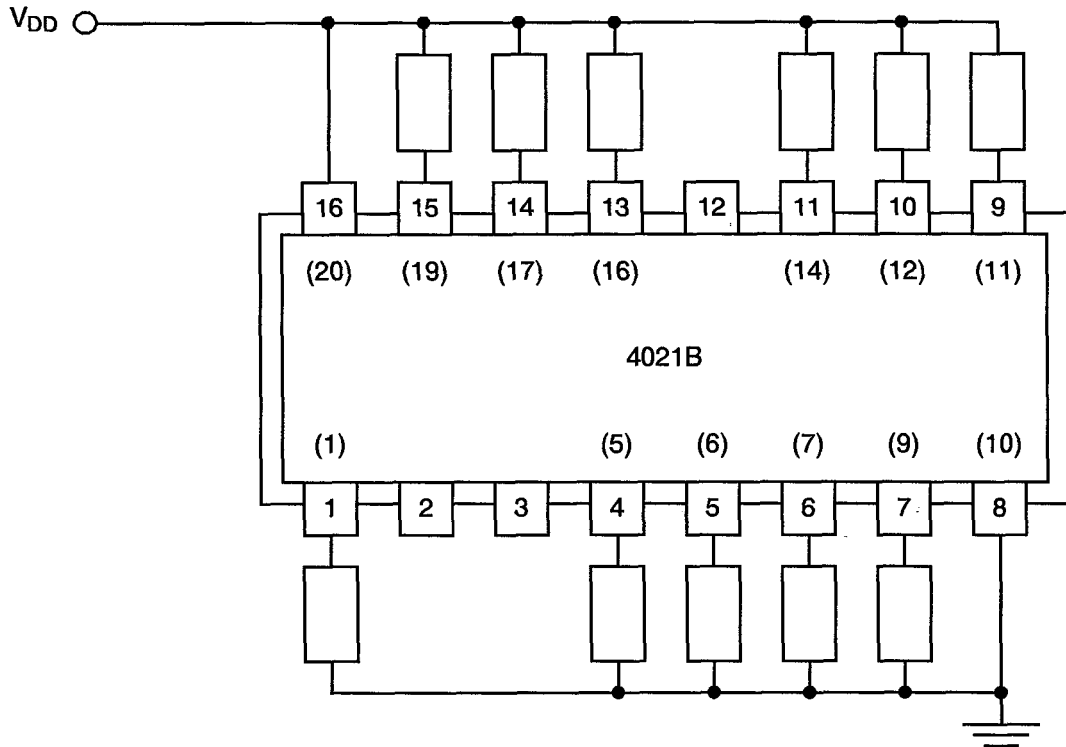 VDD
16 15 14 13 12 11 10 9
(20) (19) (17) (16) (14) (12) (11)
4021B
(1) (5) (6) (7) (9) (10)
1 2 3 4 5 6 7 8